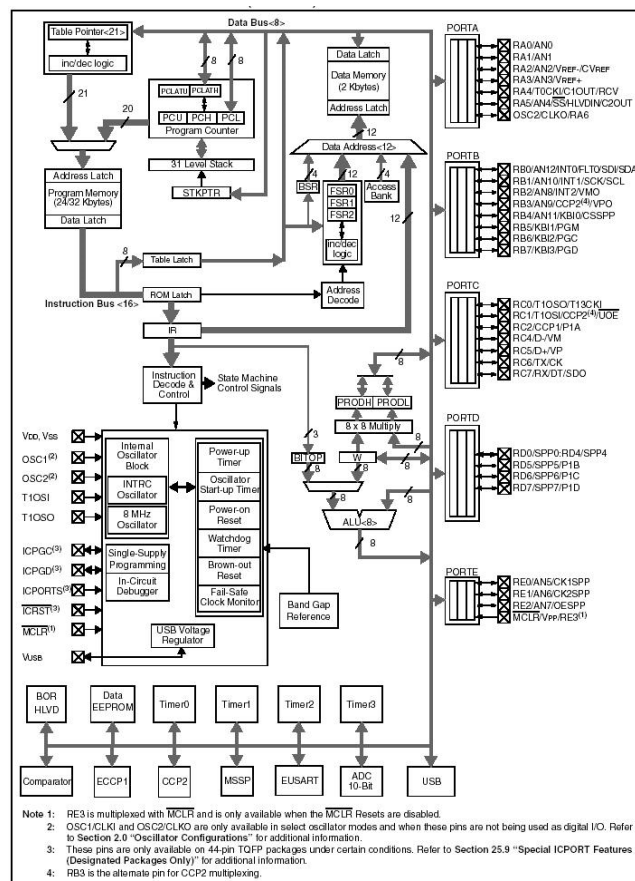 Data Bus<8>
Table Pointer<21>
inc/dec logic
21
20
8
8
PCLATU PCLATH
PCU PCH PCL
Program Counter
31 Level Stack
STKPTR
Address Latch
Program Memory
(24/32 Kbytes)
Data Latch
8
Table Latch
Instruction Bus <16>
ROM Latch
IR
Data Latch
Data Memory
(2 Kbytes)
Address Latch
12
Data Address<12>
4
12
4
BSR
FSR0
FSR1
FSR2
Access
Bank
12
inc/dec
logic
Address
Decode
Instruction
Decode &
Control
State Machine
Control Signals
8
PRODH PRODL
8 x 8 Multiply
3
8
BITOP
W
8
8
8
8
ALU<8>
8
VDD, VSS
OSC1(2)
OSC2(2)
T1OSI
T1OSO
ICPGC(3)
ICPGD(3)
ICPORTS(3)
ICRST(3)
MCLR(1)
VUSB
Internal
Oscillator
Block
INTRC
Oscillator
8 MHz
Oscillator
Single-Supply
Programming
In-Circuit
Debugger
Power-up
Timer
Oscillator
Start-up Timer
Power-on
Reset
Watchdog
Timer
Brown-out
Reset
Fail-Safe
Clock Monitor
Band Gap
Reference
USB Voltage
Regulator
PORTA
RA0/AN0
RA1/AN1
RA2/AN2/VREF-/CVREF
RA3/AN3/VREF+
RA4/T0CKI/C1OUT/RCV
RA5/AN4/SS/HLVDIN/C2OUT
OSC2/CLKO/RA6
PORTB
RB0/AN12/INT0/FLT0/SDI/SDA
RB1/AN10/INT1/SCK/SCL
RB2/AN8/INT2/VMO
RB3/AN9/CCP2(4)/VPO
RB4/AN11/KBI0/CSSPP
RB5/KBI1/PGM
RB6/KBI2/PGC
RB7/KBI3/PGD
PORTC
RC0/T1OSO/T13CKI
RC1/T1OSI/CCP2(4)/UOE
RC2/CCP1/P1A
RC4/D-/VM
RC5/D+/VP
RC6/TX/CK
RC7/RX/DT/SDO
PORTD
RD0/SPP0:RD4/SPP4
RD5/SPP5/P1B
RD6/SPP6/P1C
RD7/SPP7/P1D
PORTE
RE0/AN5/CK1SPP
RE1/AN6/CK2SPP
RE2/AN7/OESPP
MCLR/VPP/RE3(1)
BOR
HLVD
Data
EEPROM
Timer0
Timer1
Timer2
Timer3
Comparator
ECCP1
CCP2
MSSP
EUSART
ADC
10-Bit
USB
Note 1: RE3 is multiplexed with MCLR and is only available when the MCLR Resets are disabled.
2: OSC1/CLKI and OSC2/CLKO are only available in select oscillator modes and when these pins are not being used as digital I/O. Refer
to Section 2.0 “Oscillator Configurations” for additional information.
3: These pins are only available on 44-pin TQFP packages under certain conditions. Refer to Section 25.9 “Special ICPORT Features
(Designated Packages Only)” for additional information.
4: RB3 is the alternate pin for CCP2 multiplexing.